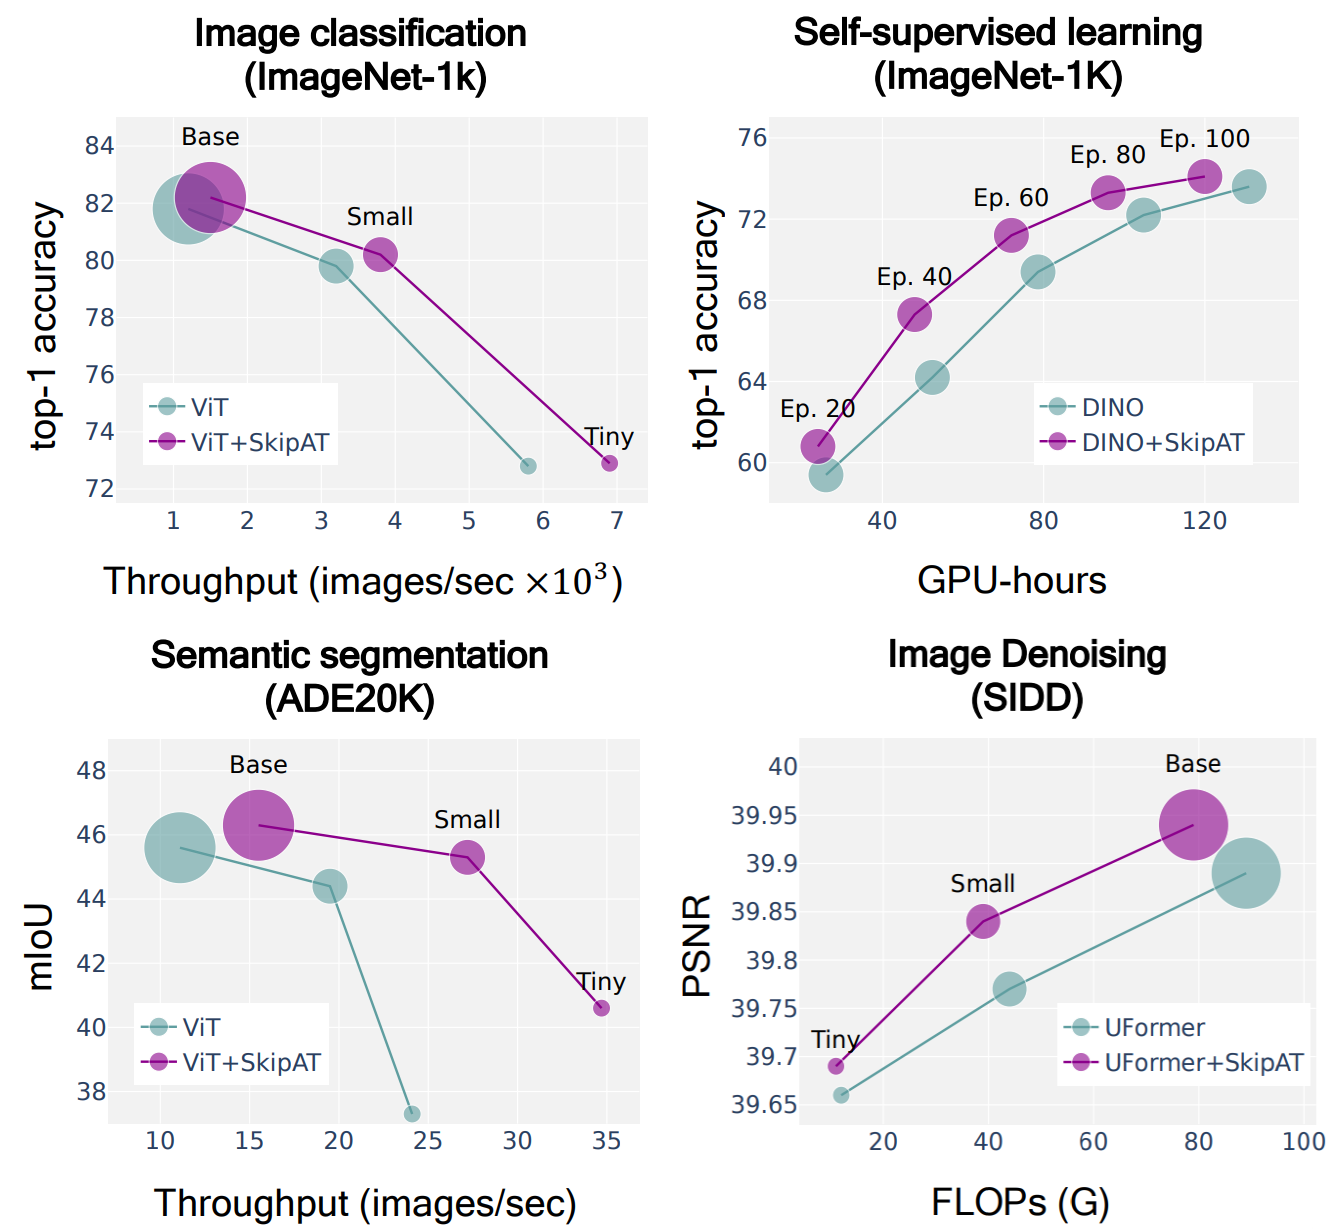 Image classification
(ImageNet-1k)
84
82
80
78
76
74
72
top-1 accuracy
Base
Small
Tiny
ViT
ViT+SkipAT
1 2 3 4 5 6 7
Throughput (images/sec ×10³)
Self-supervised learning
(ImageNet-1K)
76
72
68
64
60
top-1 accuracy
Ep. 20
Ep. 40
Ep. 60
Ep. 80
Ep. 100
DINO
DINO+SkipAT
40 80 120
GPU-hours
Semantic segmentation
(ADE20K)
48
46
44
42
40
38
mIoU
Base
Small
Tiny
ViT
ViT+SkipAT
10 15 20 25 30 35
Throughput (images/sec)
Image Denoising
(SIDD)
40
39.95
39.9
39.85
39.8
39.75
39.7
39.65
PSNR
Base
Small
Tiny
UFormer
UFormer+SkipAT
20 40 60 80 100
FLOPs (G)